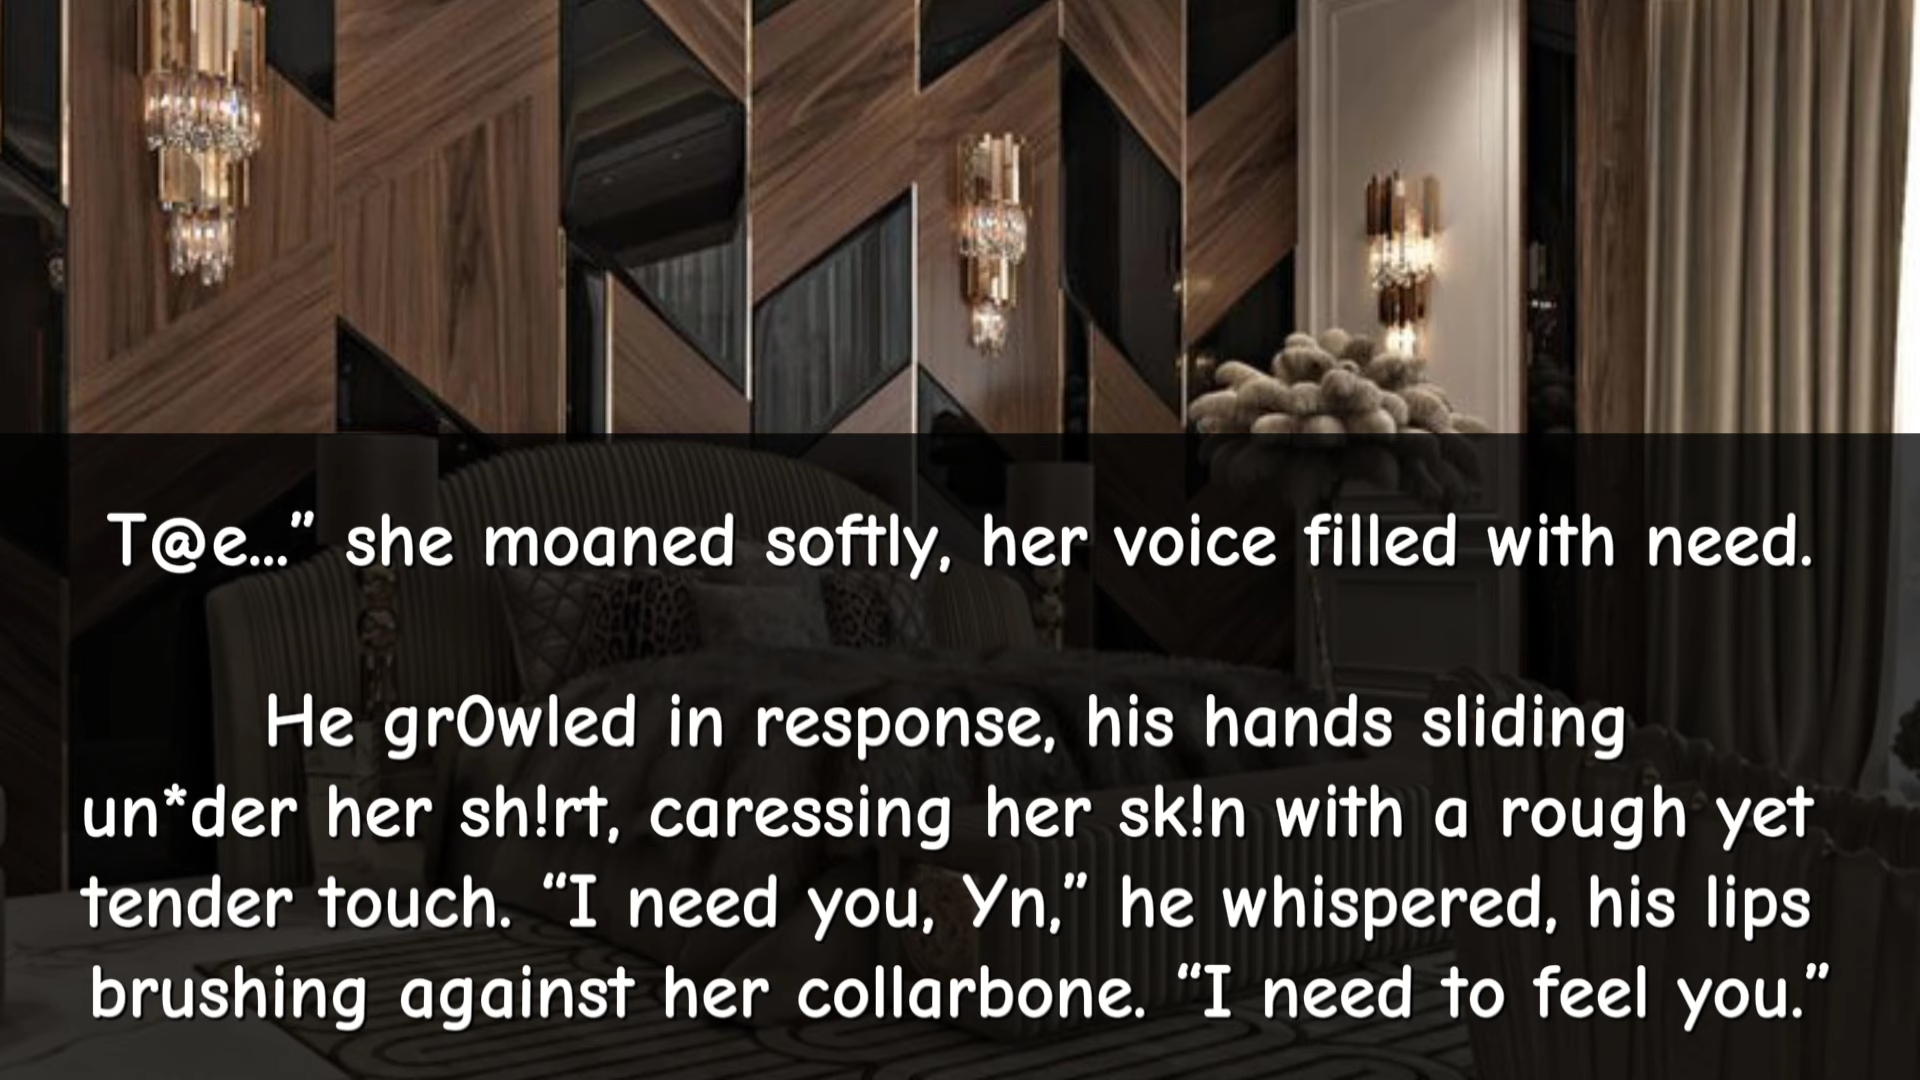 T@e...” she moaned softly, her voice filled with need.
He gr0wled in response, his hands sliding
un*der her sh!rt, caressing her sk!n with a rough yet
tender touch. “I need you, Yn,” he whispered, his lips
brushing against her collarbone. “I need to feel you.”